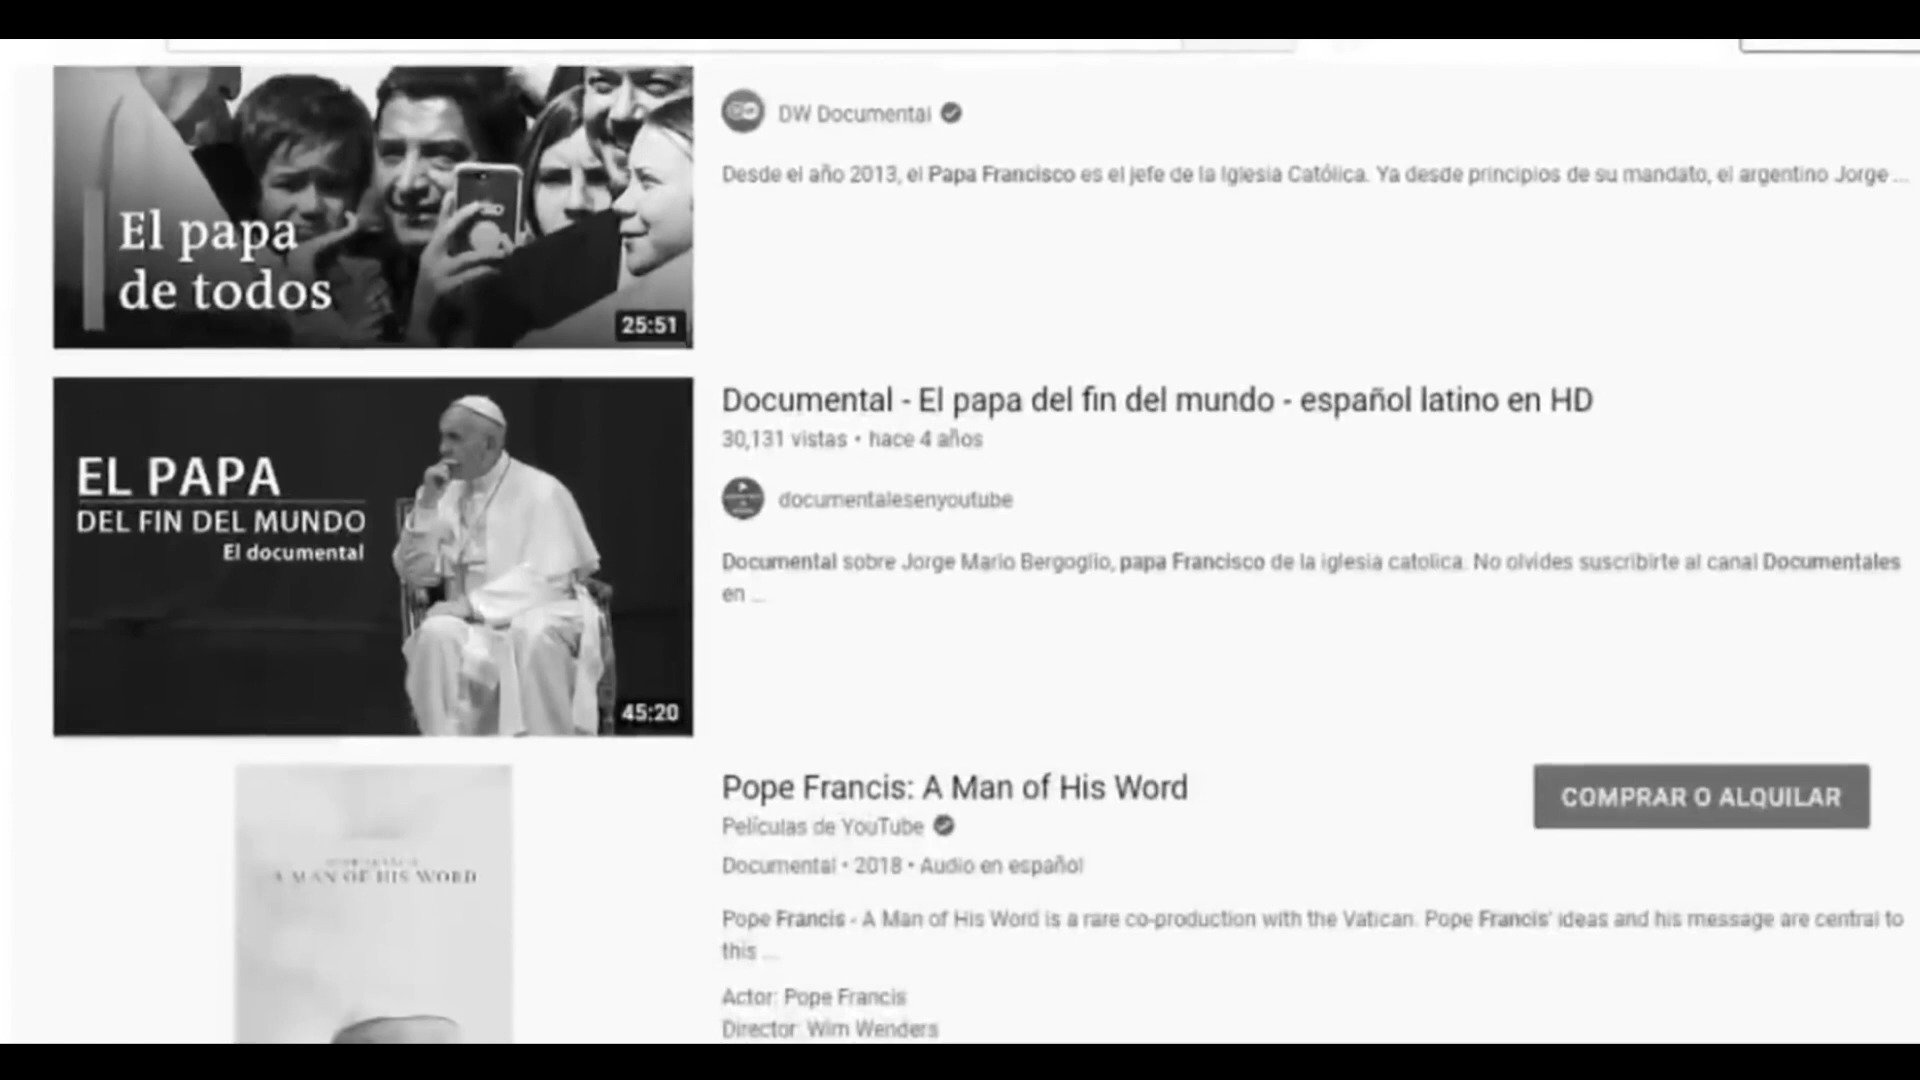 DW Documental
Desde el año 2013, el Papa Francisco es el jefe de la Iglesia Católica. Ya desde principios de su mandato, el argentino Jorge ...
El papa
de todos
25:51
Documental - El papa del fin del mundo - español latino en HD
30,131 vistas • hace 4 años
EL PAPA
DEL FIN DEL MUNDO
El documental
documentalesenyoutube
Documental sobre Jorge Mario Bergoglio, papa Francisco de la iglesia catolica. No olvides suscribirte al canal Documentales
en ...
45:20
Pope Francis: A Man of His Word
COMPRAR O ALQUILAR
Películas de YouTube
Documental • 2018 • Audio en español
A MAN OF HIS WORD
Pope Francis - A Man of His Word is a rare co-production with the Vatican. Pope Francis' ideas and his message are central to
this ...
Actor: Pope Francis
Director: Wim Wenders